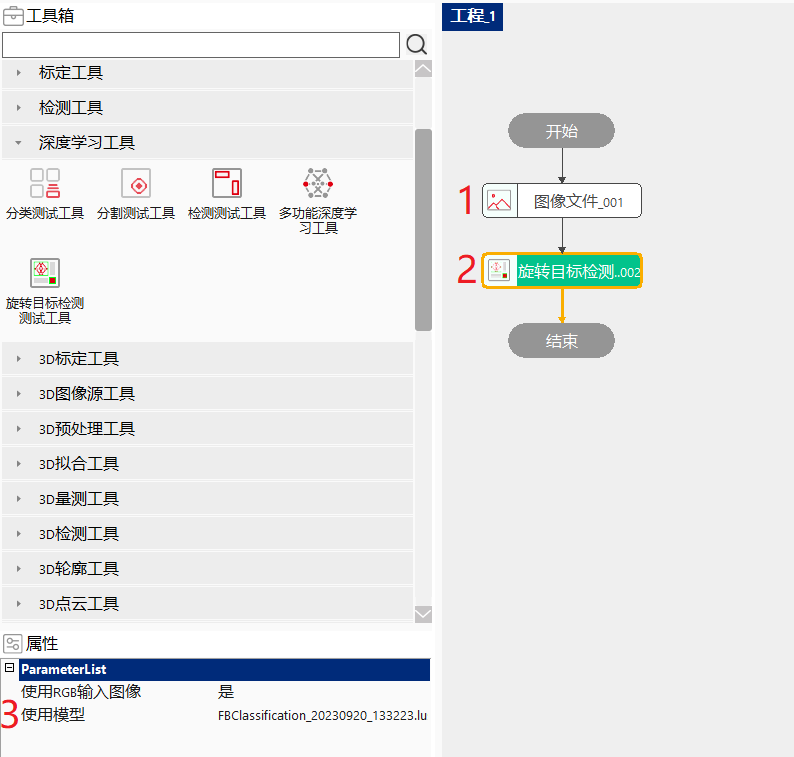 工具箱
标定工具
检测工具
深度学习工具
分类测试工具 分割测试工具 检测测试工具 多功能深度学
习工具
旋转目标检测
测试工具
3D标定工具
3D图像源工具
3D预处理工具
3D拟合工具
3D量测工具
3D检测工具
3D轮廓工具
3D点云工具
属性
ParameterList
使用RGB输入图像 是
3 使用模型 FBClassification_20230920_133223.lu
工程_1
开始
1 图像文件_001
2 旋转目标检测..002
结束